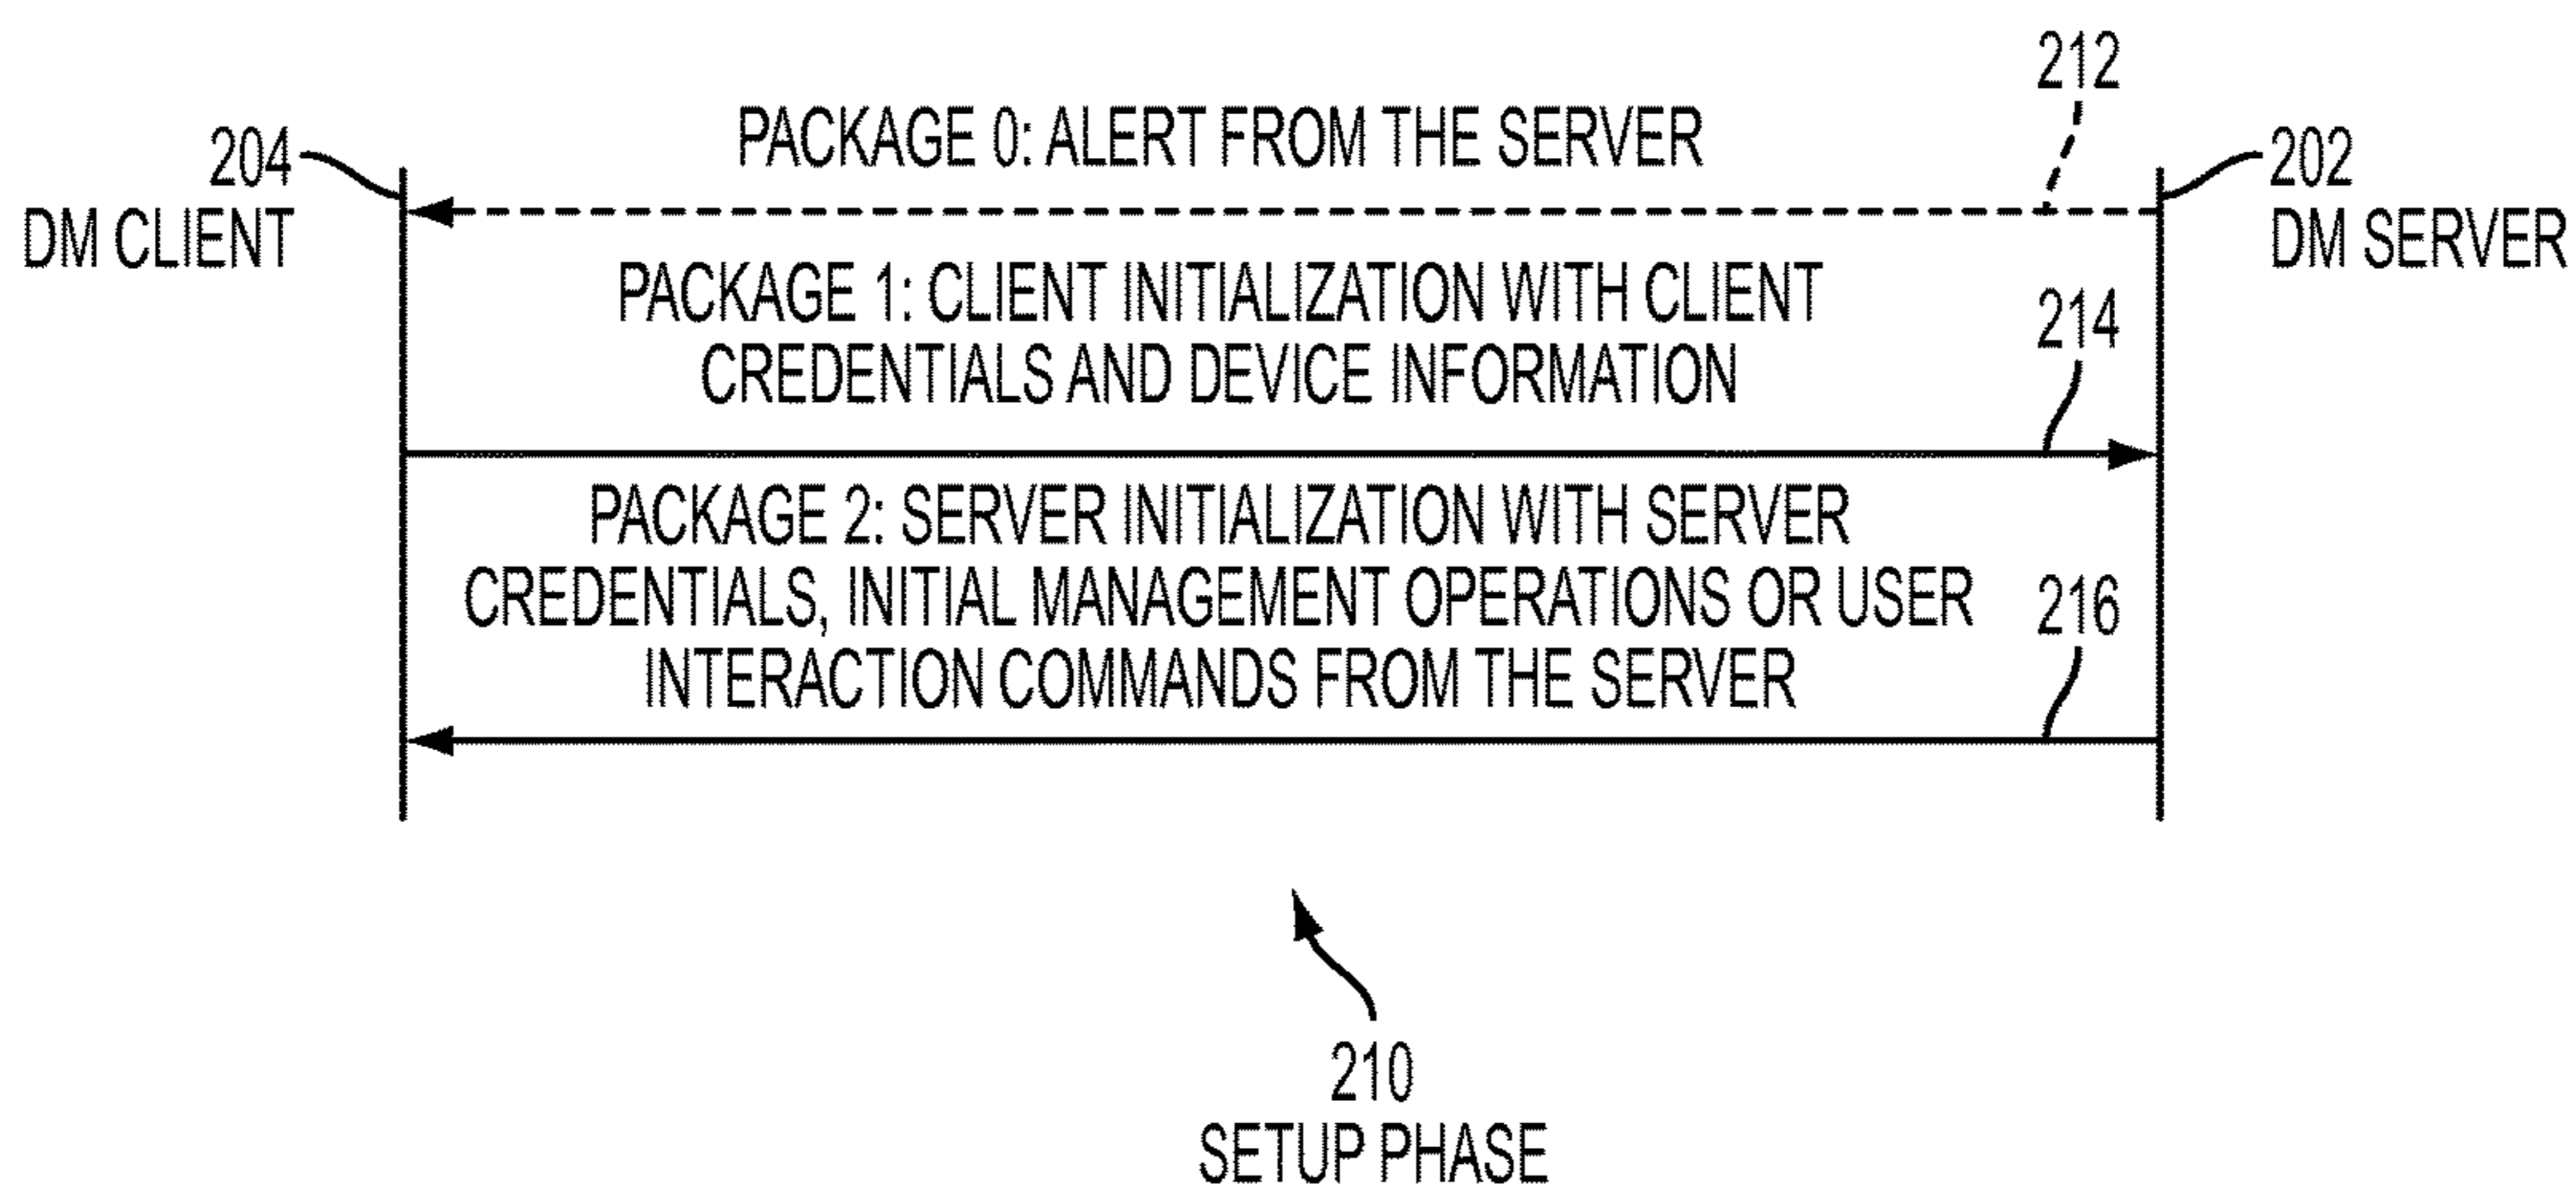 212
PACKAGE 0: ALERT FROM THE SERVER
204
DM CLIENT
202
DM SERVER
PACKAGE 1: CLIENT INITIALIZATION WITH CLIENT
CREDENTIALS AND DEVICE INFORMATION
214
PACKAGE 2: SERVER INITIALIZATION WITH SERVER
CREDENTIALS, INITIAL MANAGEMENT OPERATIONS OR USER
INTERACTION COMMANDS FROM THE SERVER
216
210
SETUP PHASE